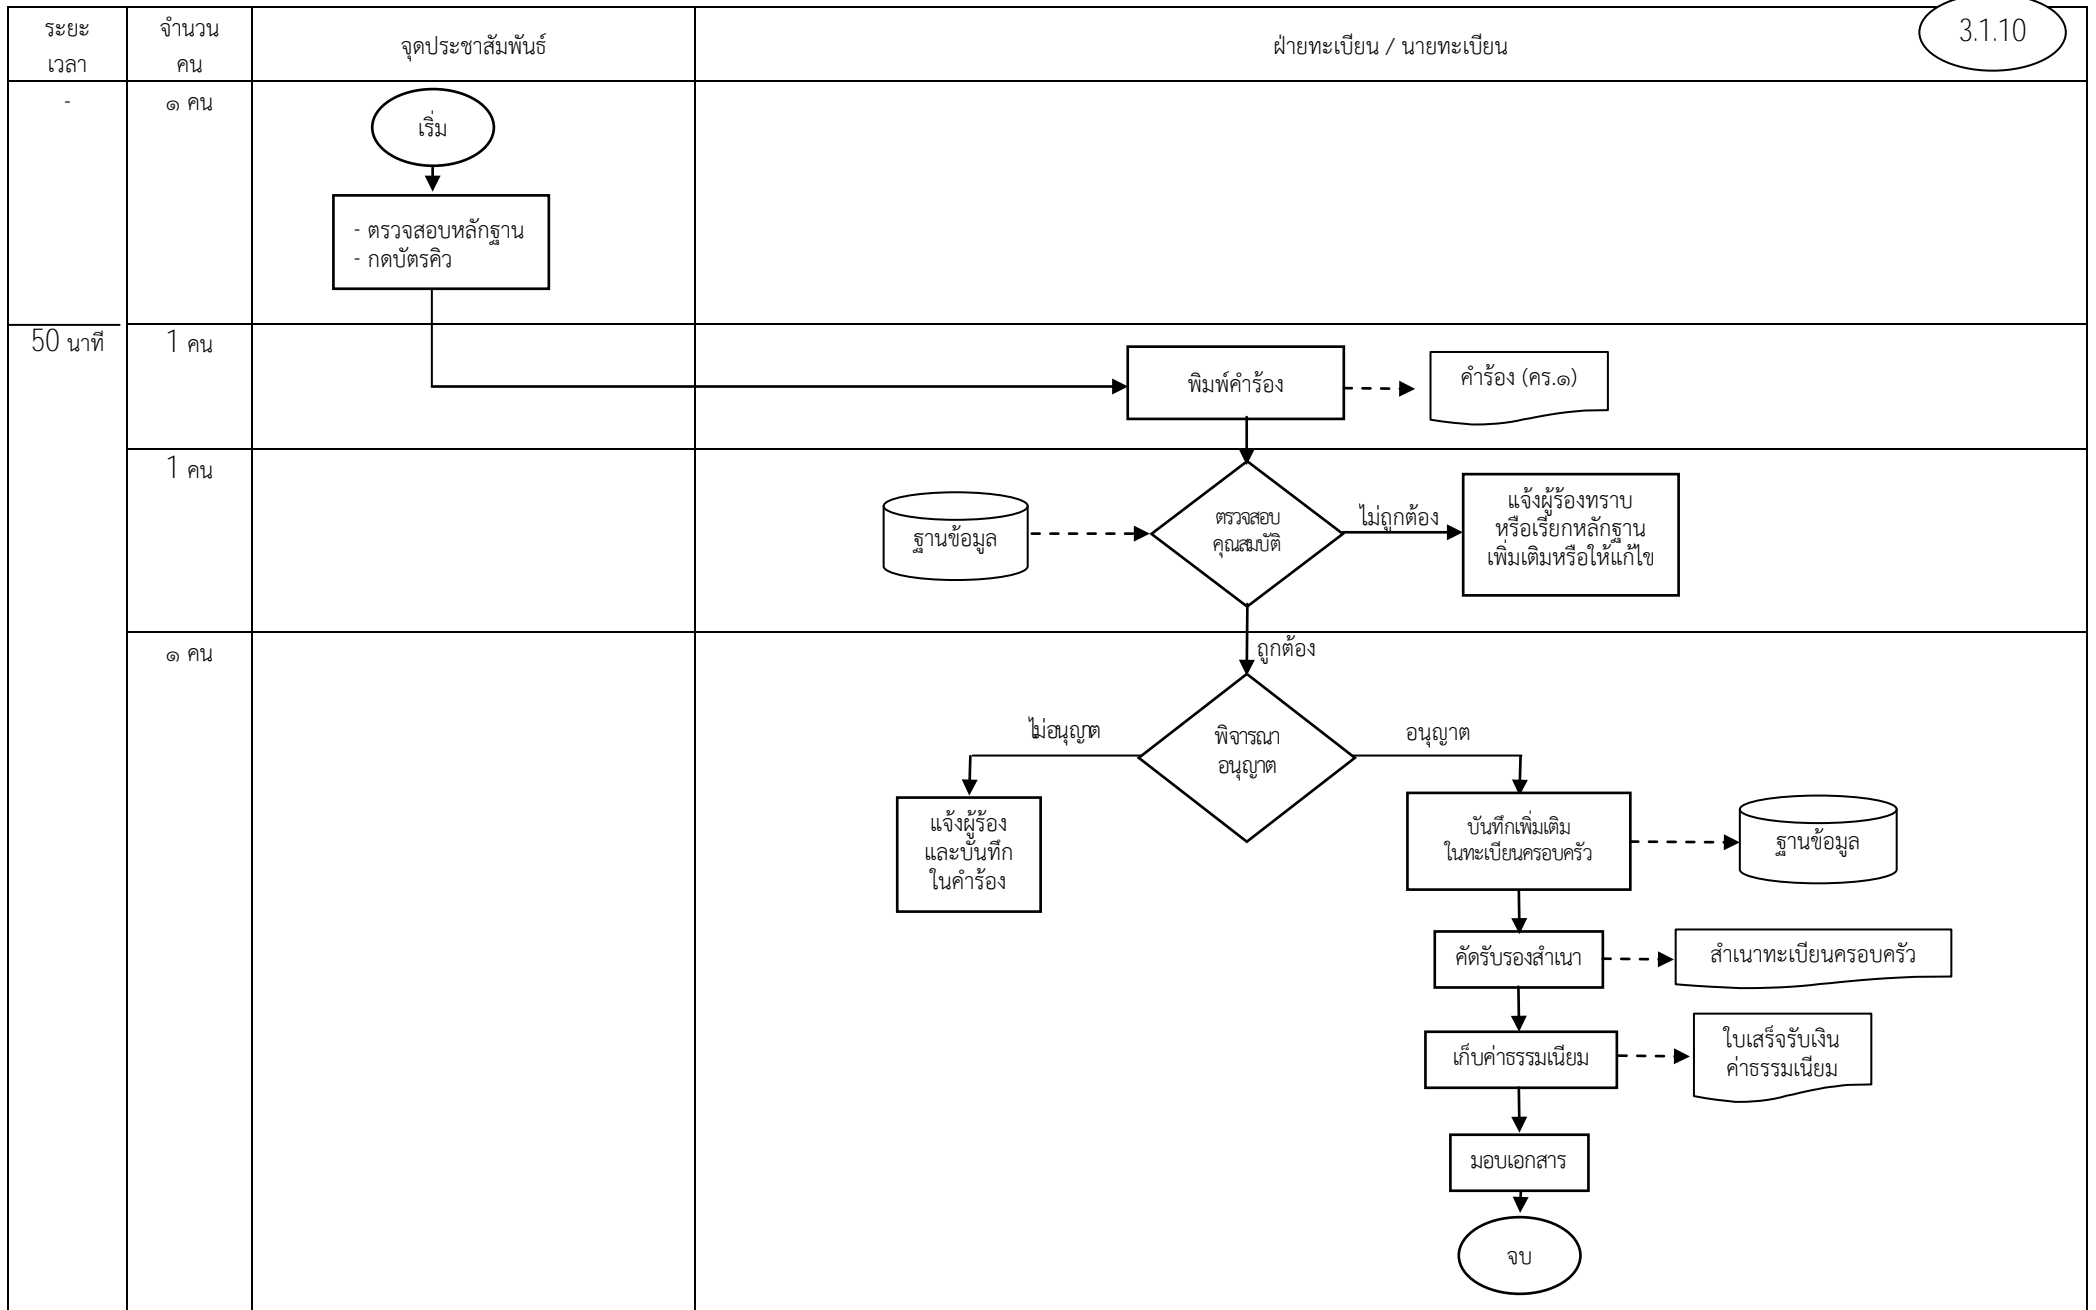 ระยะ
เวลา
จำนวน
คน
จุดประชาสัมพันธ์
ฝ่ายทะเบียน / นายทะเบียน
3.1.10
-
๑ คน
เริ่ม
- ตรวจสอบหลักฐาน
- กดบัตรคิว
50 นาที
1 คน
พิมพ์คำร้อง
คำร้อง (คร.๑)
1 คน
ฐานข้อมูล
ตรวจสอบ
คุณสมบัติ
ไม่ถูกต้อง
แจ้งผู้ร้องทราบ
หรือเรียกหลักฐาน
เพิ่มเติมหรือให้แก้ไข
๑ คน
ถูกต้อง
ไม่อนุญาต
พิจารณา
อนุญาต
อนุญาต
แจ้งผู้ร้อง
และบันทึก
ในคำร้อง
บันทึกเพิ่มเติม
ในทะเบียนครอบครัว
ฐานข้อมูล
คัดรับรองสำเนา
สำเนาทะเบียนครอบครัว
เก็บค่าธรรมเนียม
ใบเสร็จรับเงิน
ค่าธรรมเนียม
มอบเอกสาร
จบ